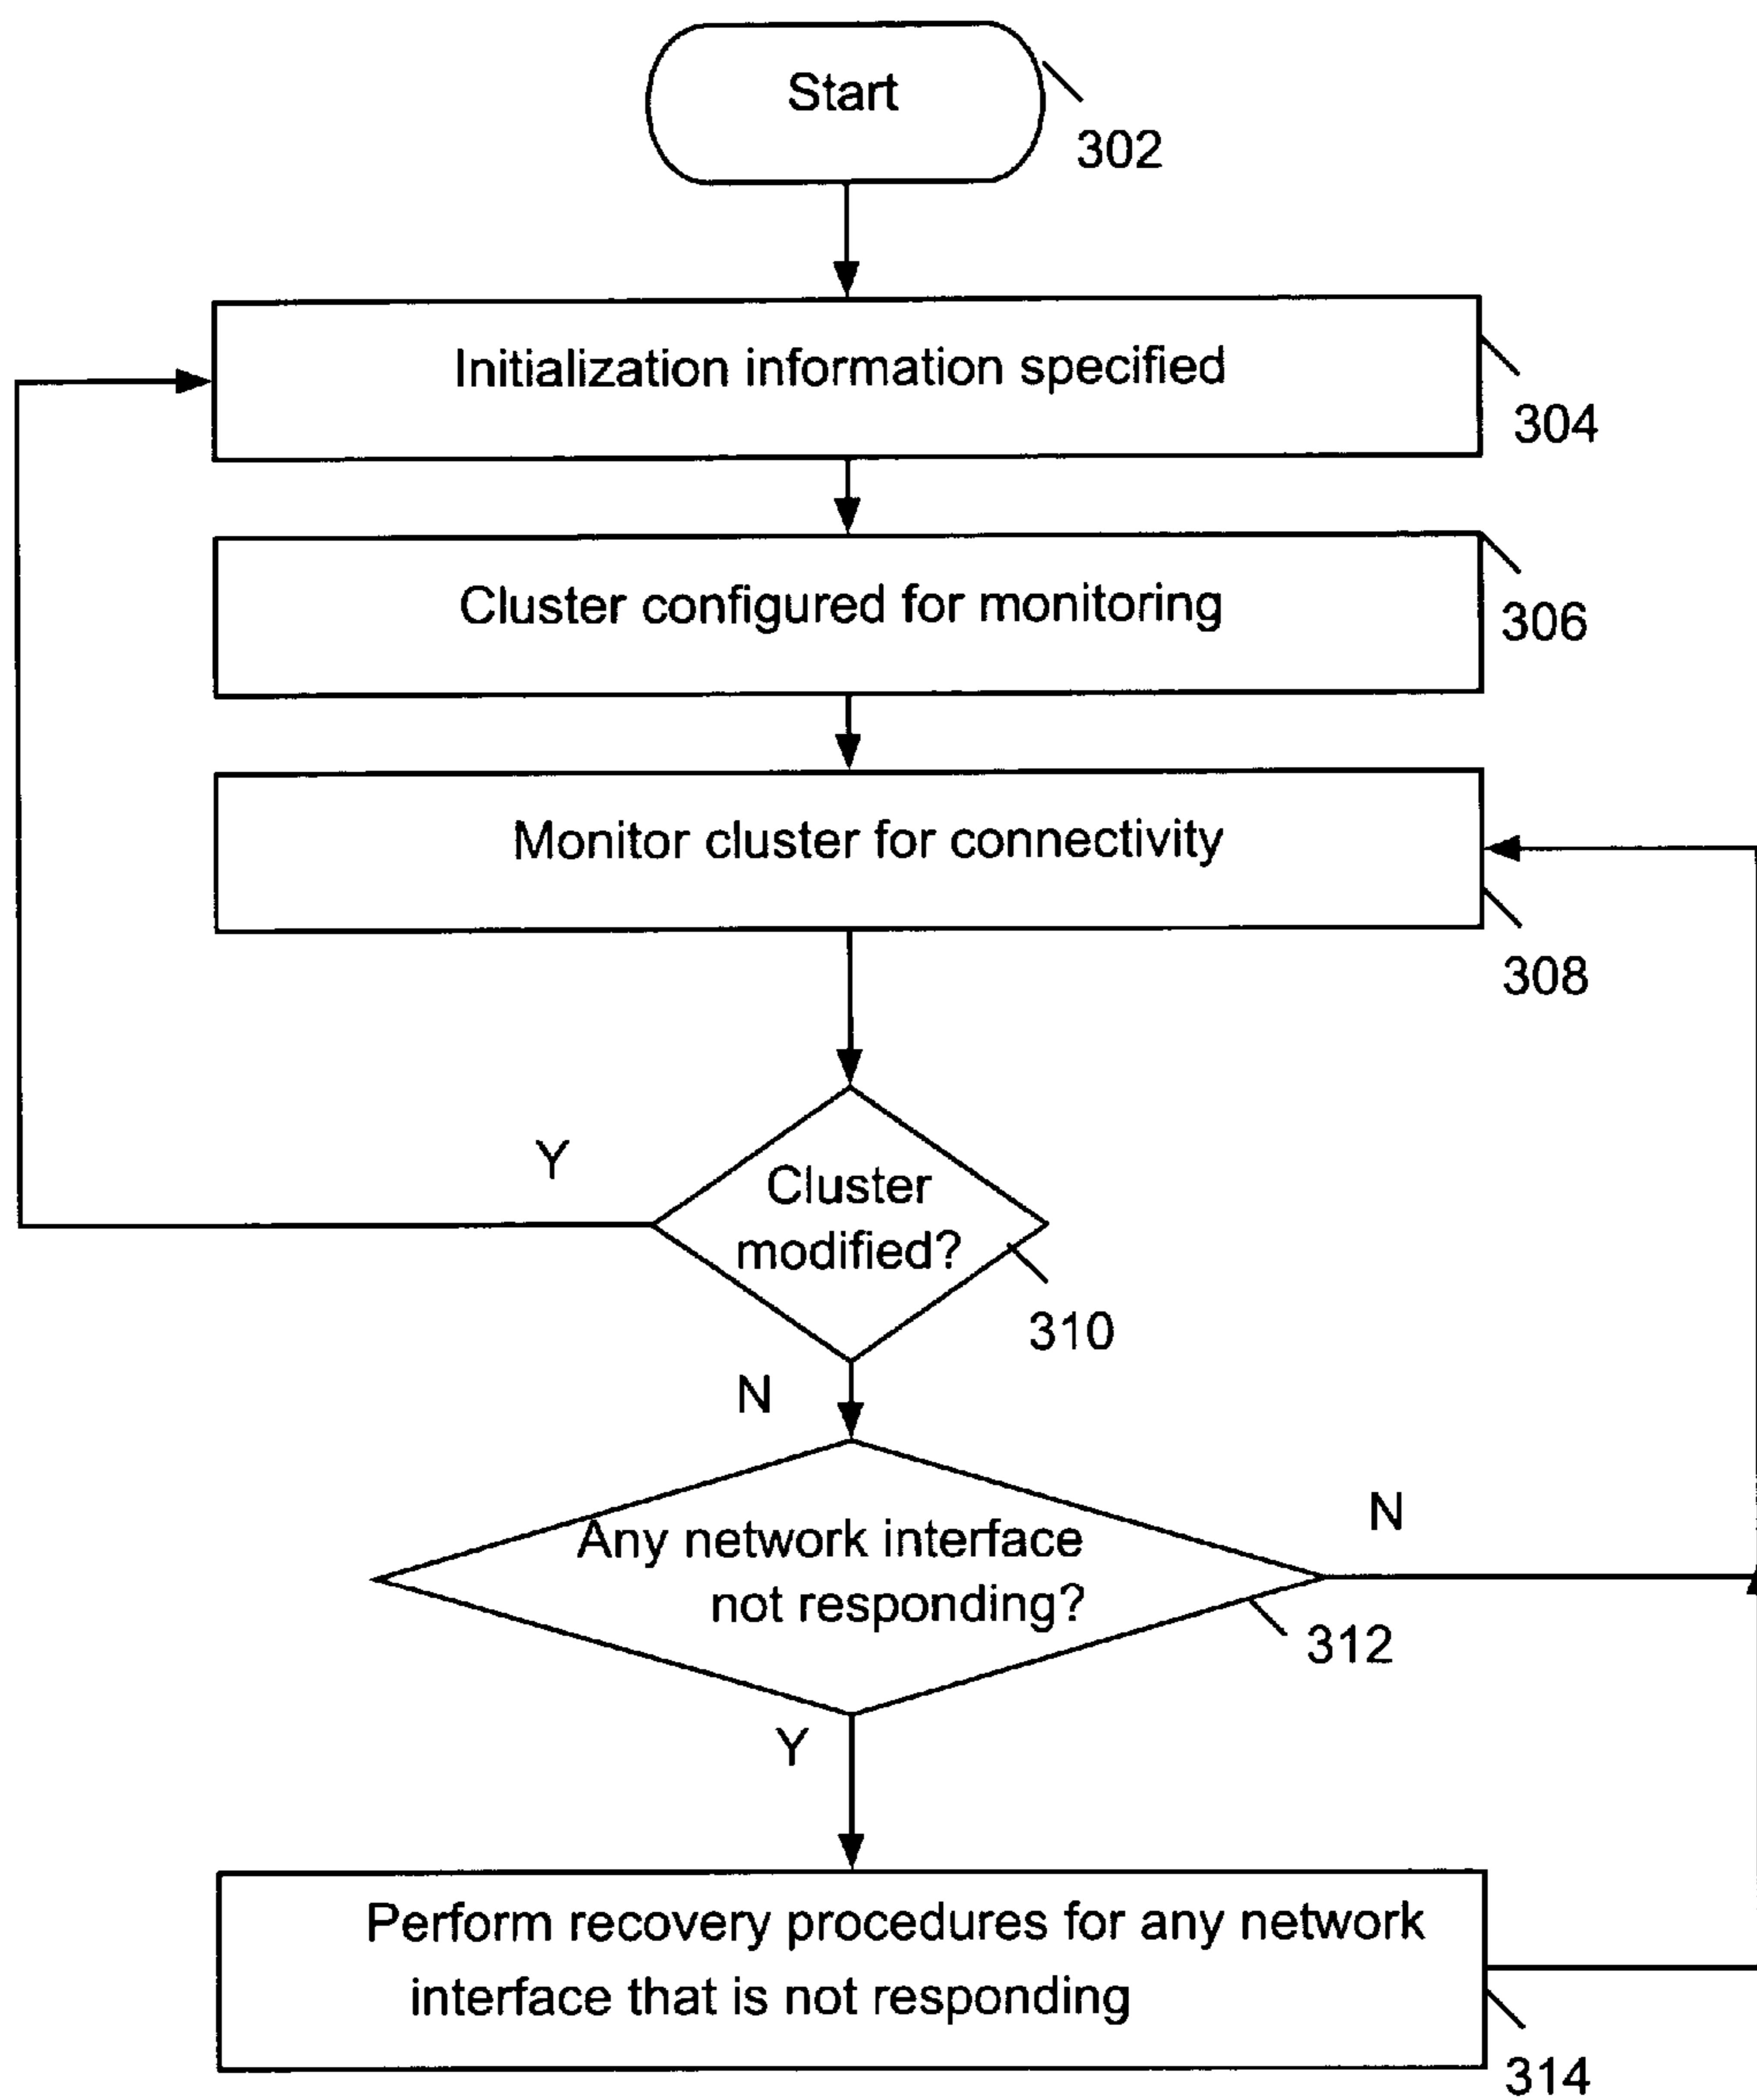 Start
302
Initialization information specified
304
Cluster configured for monitoring
306
Monitor cluster for connectivity
308
Y
Cluster
modified?
310
N
Any network interface
not responding?
N
312
Y
Perform recovery procedures for any network
interface that is not responding
314